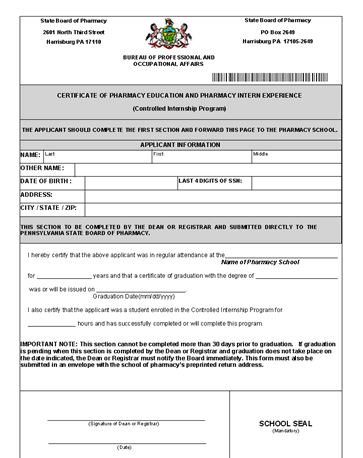 State Board of Pharmacy
2601 North Third Street
Harrisburg PA 17110
State Board of Pharmacy
PO Box 2649
Harrisburg PA 17105-2649
BUREAU OF PROFESSIONAL AND
OCCUPATIONAL AFFAIRS
CERTIFICATE OF PHARMACY EDUCATION AND PHARMACY INTERN EXPERIENCE
(Controlled Internship Program)
THE APPLICANT SHOULD COMPLETE THE FIRST SECTION AND FORWARD THIS PAGE TO THE PHARMACY SCHOOL.
APPLICANT INFORMATION
NAME: Last First Middle
OTHER NAME:
DATE OF BIRTH: LAST 4 DIGITS OF SSN:
ADDRESS:
CITY / STATE / ZIP:
THIS SECTION TO BE COMPLETED BY THE DEAN OR REGISTRAR AND SUBMITTED DIRECTLY TO THE
PENNSYLVANIA STATE BOARD OF PHARMACY.
I hereby certify that the above applicant was in regular attendance at the
Name of Pharmacy School
for years and that a certificate of graduation with the degree of
was or will be issued on
Graduation Date(mm/dd/yyyy)
I also certify that the applicant was a student enrolled in the Controlled Internship Program for
hours and has successfully completed or will complete this program.
IMPORTANT NOTE: This section cannot be completed more than 30 days prior to graduation. If graduation
is pending when this section is completed by the Dean or Registrar and graduation does not take place on
the date indicated, the Dean or Registrar must notify the Board immediately. This form must also be
submitted in an envelope with the school of pharmacy's preprinted return address.
(Signature of Dean or Registrar)
(Date)
SCHOOL SEAL
(Mandatory)